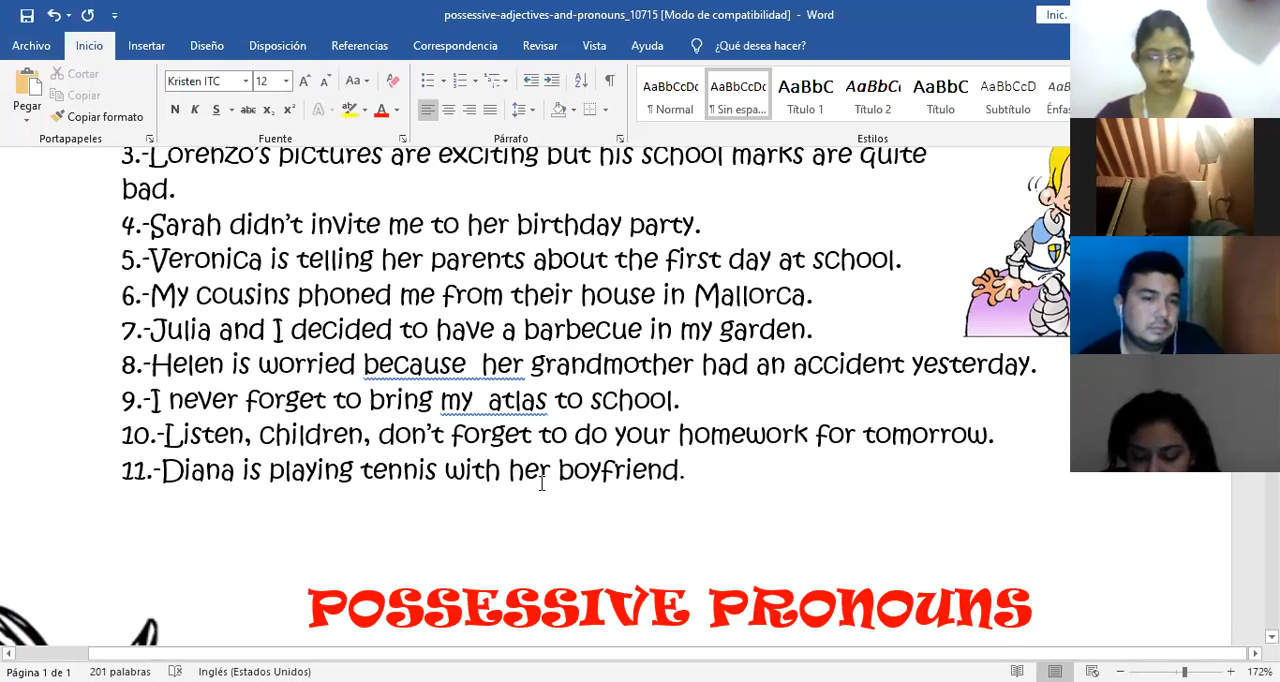 possessive-adjectives-and-pronouns_10715 [Modo de compatibilidad] - Word
Inic.
Archivo Inicio Insertar Diseño Disposición Referencias Correspondencia Revisar Vista Ayuda ¿Qué desea hacer?
Pegar
Cortar
Copiar
Copiar formato
Portapapeles
Kristen ITC 12
Aa
N K S abc x₂ x²
A A
Fuente
Párrafo
AaBbCcDc AaBbCcDc AaBbC AaBbCc AaBbC AaBbCcD AaBbCcDc
¶ Normal ¶ Sin espa... Título 1 Título 2 Título Subtítulo Énfas
Estilos
3.-Lorenzo's pictures are exciting but his school marks are quite
bad.
4.-Sarah didn't invite me to her birthday party.
5.-Veronica is telling her parents about the first day at school.
6.-My cousins phoned me from their house in Mallorca.
7.-Julia and I decided to have a barbecue in my garden.
8.-Helen is worried because her grandmother had an accident yesterday.
9.-I never forget to bring my atlas to school.
10.-Listen, children, don't forget to do your homework for tomorrow.
11.-Diana is playing tennis with her boyfriend.
POSSESSIVE PRONOUNS
Página 1 de 1 201 palabras Inglés (Estados Unidos) 172%